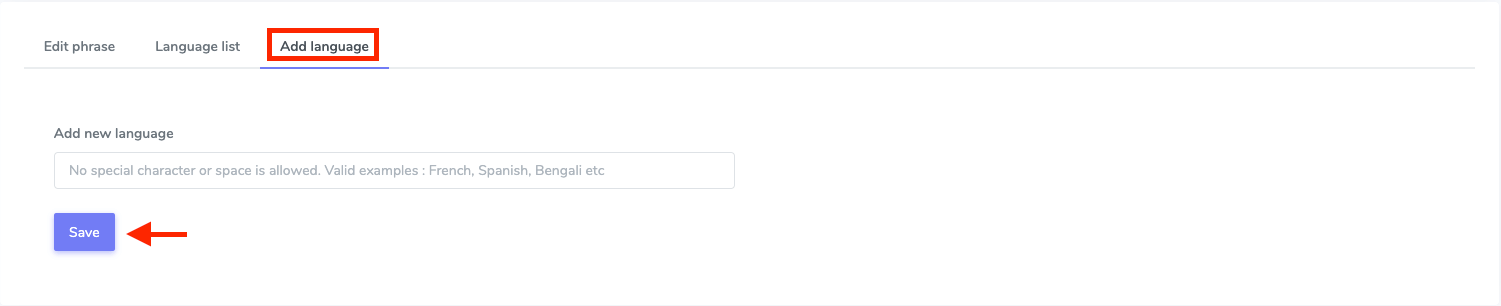 Edit phrase Language list Add language
Add new language
No special character or space is allowed. Valid examples : French, Spanish, Bengali etc
Save